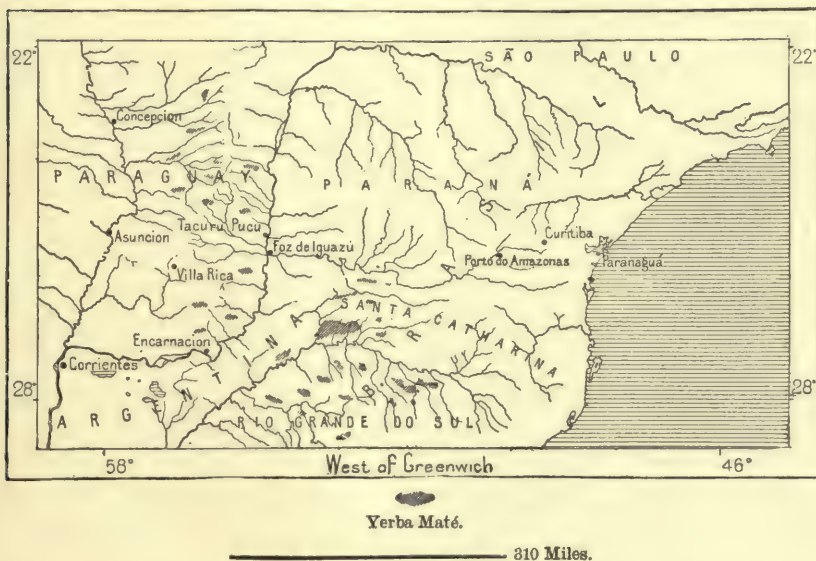 22°
22°
SÃO PAULO
Concepcion
PARAGUAY
PARANÁ
Tacuru Pucu
Curitiba
Asuncion
Foz de Iguazú
Porto do Amazonas
Paranaguá
Villa Rica
SANTA CATHARINA
Encarnacion
Corrientes
ARGENTINA
BR
28°
28°
RIO GRANDE DO SUL
58°
West of Greenwich
46°
Yerba Maté.
310 Miles.